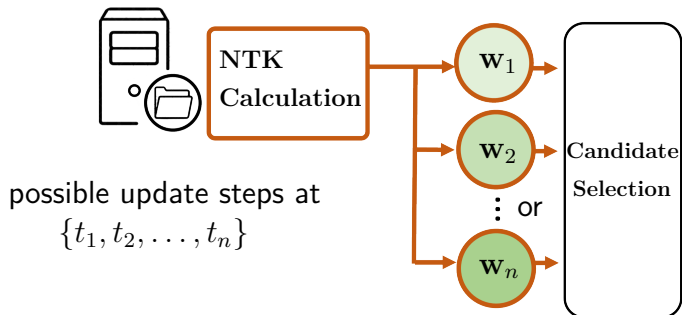 NTK
Calculation
w₁
w₂
⋮ or
wₙ
Candidate
Selection
possible update steps at
{t₁, t₂, . . . , tₙ}